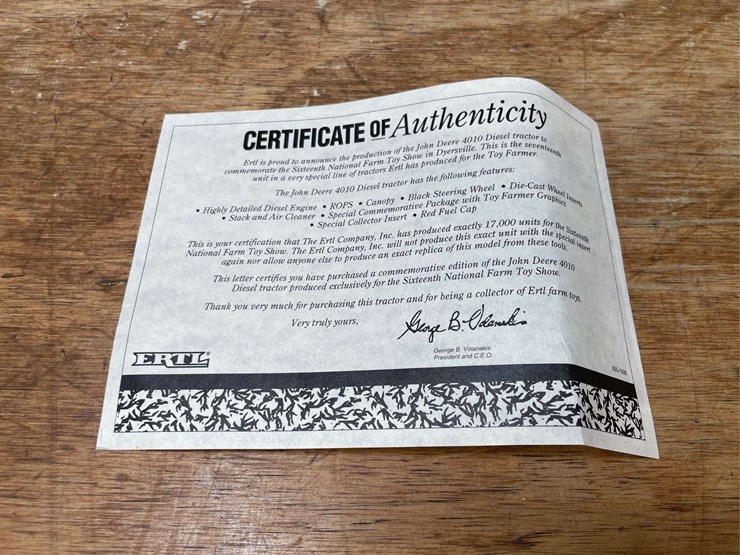 CERTIFICATE OF Authenticity
Ertl is proud to announce the production of the John Deere 4010 Diesel tractor to
commemorate the Sixteenth National Farm Toy Show in Dyersville. This is the seventeenth
unit in a very special line of tractors Ertl has produced for the Toy Farmer.
The John Deere 4010 Diesel tractor has the following features:
• Highly Detailed Diesel Engine • ROPS • Canopy • Black Steering Wheel • Die-Cast Wheel Inserts
• Stack and Air Cleaner • Special Commemorative Package with Toy Farmer Graphics
• Special Collector Insert • Red Fuel Cap
This is your certification that The Ertl Company, Inc. has produced exactly 17,000 units for the Sixteenth
National Farm Toy Show. The Ertl Company, Inc. will not produce this exact unit with the special insert
again nor allow anyone else to produce an exact replica of this model from these tools.
This letter certifies you have purchased a commemorative edition of the John Deere 4010
Diesel tractor produced exclusively for the Sixteenth National Farm Toy Show.
Thank you very much for purchasing this tractor and for being a collector of Ertl farm toys.
Very truly yours,
George B. Volanakis
George B. Volanakis
President and C.E.O.
ERTL